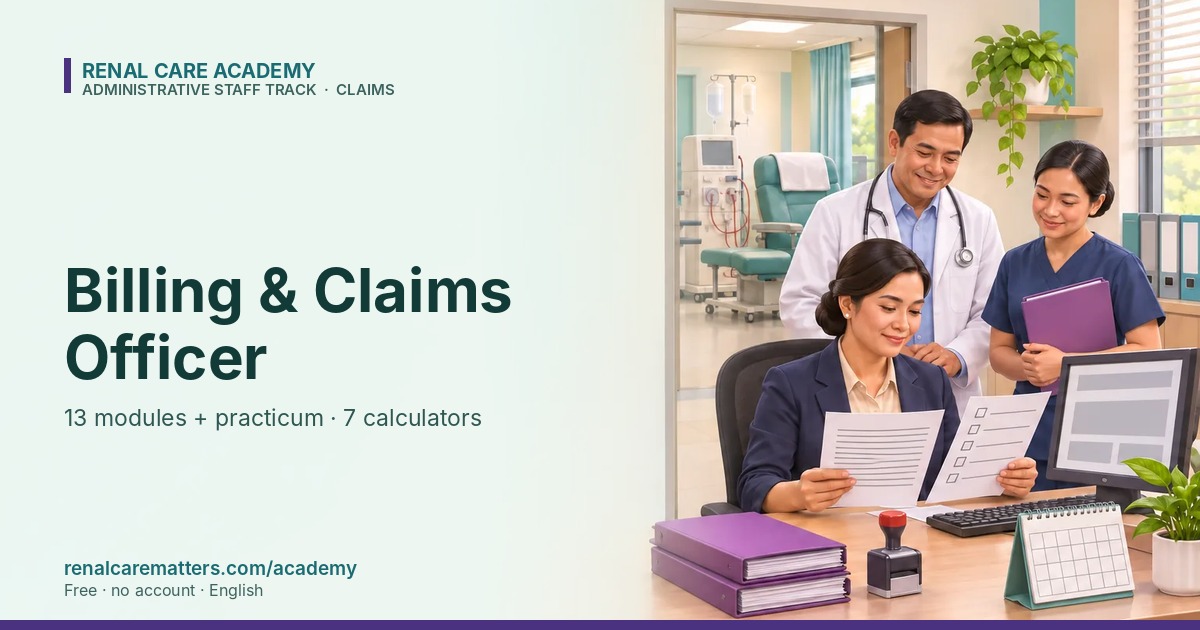 RENAL CARE ACADEMY
ADMINISTRATIVE STAFF TRACK · CLAIMS
Billing & Claims
Officer
13 modules + practicum · 7 calculators
renalcarematters.com/academy
Free · no account · English